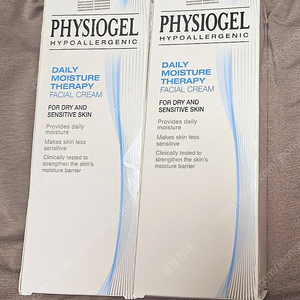 PHYSIOGEL
HYPOALLERGENIC
DAILY
MOISTURE
THERAPY
FACIAL CREAM
FOR DRY AND
SENSITIVE SKIN
Provides daily
moisture
Makes skin less
sensitive
Clinically tested to
strengthen the skin's
moisture barrier
PHYSIOGEL
HYPOALLERGENIC
DAILY
MOISTURE
THERAPY
FACIAL CREAM
FOR DRY AND
SENSITIVE SKIN
Provides daily
moisture
Makes skin less
sensitive
Clinically tested to
strengthen the skin's
moisture barrier